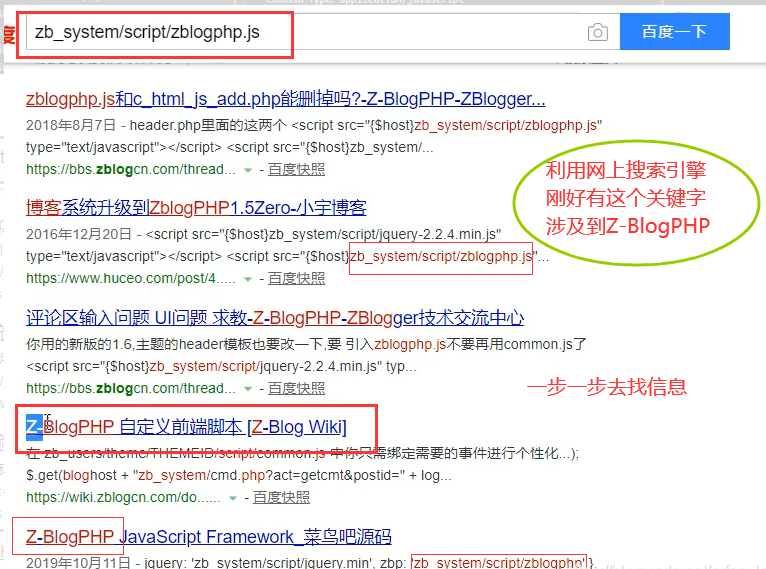 zb_system/script/zblogphp.js
百度一下
zblogphp.js和c_html_js_add.php能删掉吗?-Z-BlogPHP-ZBlogger...
2018年8月7日 - header.php里面的这两个 <script src="{$host}zb_system/script/zblogphp.js"
type="text/javascript"></script> <script src="{$host}zb_system/...
https://bbs.zblogcn.com/thread... - 百度快照
利用网上搜索引擎
刚好有这个关键字
涉及到Z-BlogPHP
博客系统升级到ZblogPHP1.5Zero-小宇博客
2016年12月20日 - <script src="{$host}zb_system/script/jquery-2.2.4.min.js"
type="text/javascript"></script> <script src="{$host}zb_system/script/zblogphp.js"...
https://www.huceo.com/post/4..... - 百度快照
评论区输入问题 UI问题 求教-Z-BlogPHP-ZBlogger技术交流中心
你用的新版的1.6,主题的header模板也要改一下,要 引入zblogphp.js不要再用common.js了
<script src="{$host}zb_system/script/jquery-2.2.4.min.js" typ...
https://bbs.zblogcn.com/thread... - 百度快照
一步一步去找信息
Z-BlogPHP 自定义前端脚本 [Z-Blog Wiki]
在 zb_users/theme/THEMEID/script/common.js 中你只需绑定需要的事件进行个性化...);
$.get(bloghost + "zb_system/cmd.php?act=getcmt&postid=" + log...
https://wiki.zblogcn.com/do...... - 百度快照
Z-BlogPHP JavaScript Framework_菜鸟吧源码
2019年10月11日 - jquery: 'zb_system/script/jquery.min', zbp: 'zb_system/script/zblogphp' }